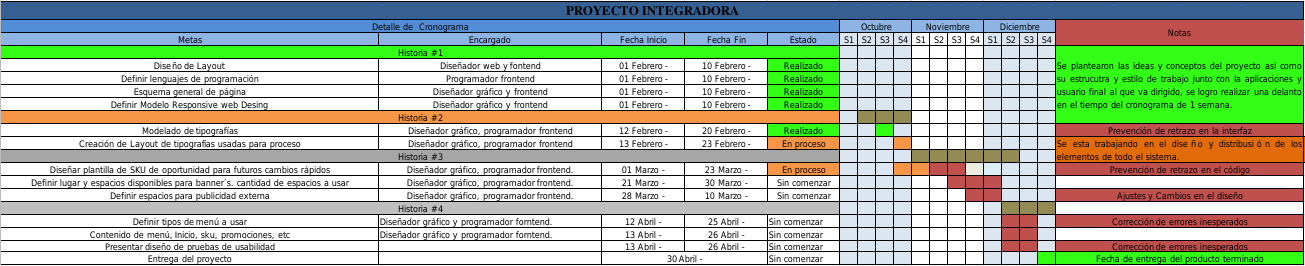 PROYECTO INTEGRADORA
Detalle de Cronograma Octubre Noviembre Diciembre Notas
Metas Encargado Fecha Inicio Fecha Fin Estado S1 S2 S3 S4 S1 S2 S3 S4 S1 S2 S3 S4
Historia #1
Diseño de Layout Diseñador web y fontend 01 Febrero - 10 Febrero - Realizado
Definir lenguajes de programación Programador frontend 01 Febrero - 10 Febrero - Realizado
Esquema general de página Diseñador gráfico y frontend 01 Febrero - 10 Febrero - Realizado
Definir Modelo Responsive web Desing Diseñador gráfico y frontend 01 Febrero - 10 Febrero - Realizado
Se plantearon las ideas y conceptos del proyecto así como
su estrucutra y estilo de trabajo junto con la aplicaciones y
usuario final al que va dirigido, se logro realizar una delanto
en el tiempo del cronograma de 1 semana.
Historia #2
Modelado de tipografías Diseñador gráfico, programador frontend 12 Febrero - 20 Febrero - Realizado Prevención de retrazo en la interfaz
Creación de Layout de tipografías usadas para proceso Diseñador gráfico, programador frontend 13 Febrero - 23 Febrero - En proceso
Se esta trabajando en el diseño y distribusión de los
elementos de todo el sistema.
Historia #3
Diseñar plantilla de SKU de oportunidad para futuros cambios rápidos Diseñador gráfico, programador frontend. 01 Marzo - 23 Marzo - En proceso Prevención de retrazo en el código
Definir lugar y espacios disponibles para banner´s. cantidad de espacios a usar Diseñador gráfico, programador frontend. 21 Marzo - 30 Marzo - Sin comenzar
Definir espacios para publicidad externa Diseñador gráfico, programador frontend. 28 Marzo - 10 Marzo - Sin comenzar Ajustes y Cambios en el diseño
Historia #4
Definir tipos de menú a usar Diseñador gráfico y programador forntend. 12 Abril - 25 Abril - Sin comenzar Corrección de errores inesperados
Contenido de menú, Inicio, sku, promociones, etc Diseñador gráfico y programador forntend. 13 Abril - 26 Abril - Sin comenzar
Presentar diseño de pruebas de usabilidad 13 Abril - 26 Abril - Sin comenzar Corrección de errores inesperados
Entrega del proyecto 30 Abril - Sin comenzar Fecha de entrega del producto terminado